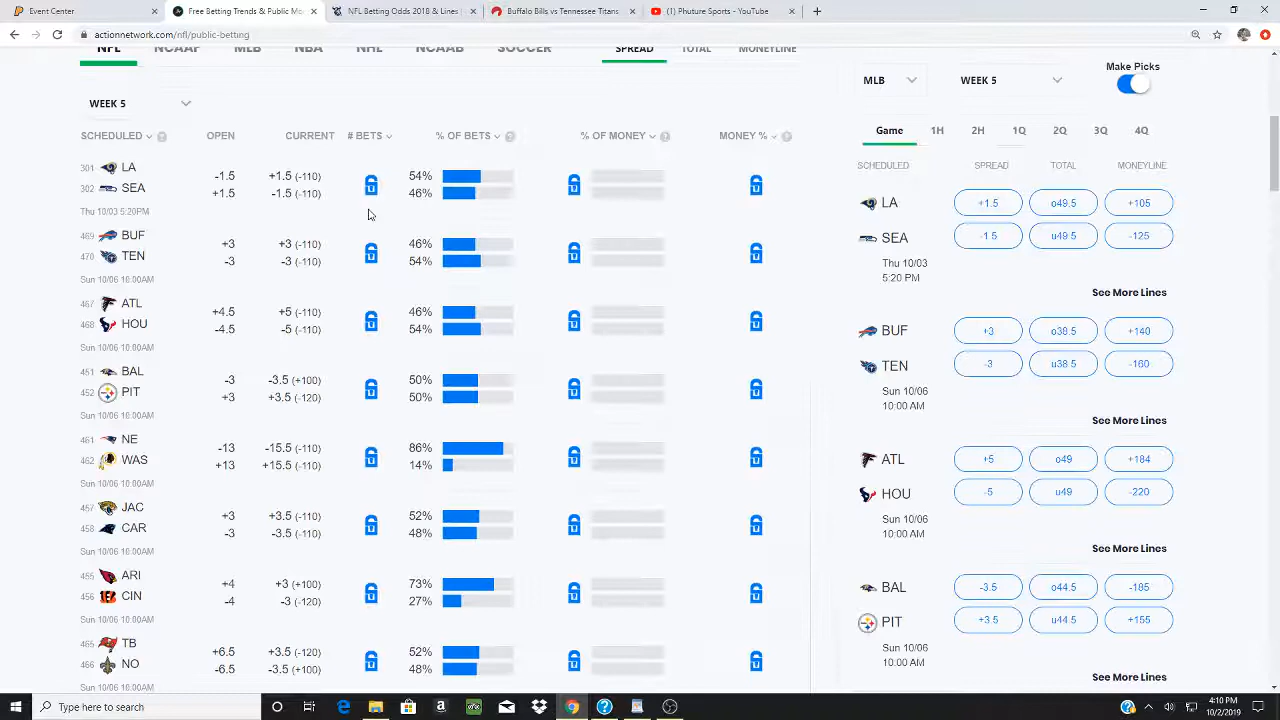 Event Center
Free Betting Trends & Public Mo
NFL Betting Odds 2018 & Lines
Buffalo Bills vs Tennessee Titans
(1) Phuture Sports - YouTube
actionnetwork.com/nfl/public-betting
NFL NCAAF MLB NBA NHL NCAAB SOCCER SPREAD TOTAL MONEYLINE
WEEK 5
SCHEDULED OPEN CURRENT # BETS % OF BETS % OF MONEY MONEY %
301 LA -1.5 +1.5 (-110) 54%
302 SEA +1.5 -1.5 (-110) 46%
Thu 10/03 5:20PM
469 BUF +3 +3 (-110) 46%
470 TEN -3 -3 (-110) 54%
Sun 10/06 10:00AM
467 ATL +4.5 +5 (-110) 46%
468 HOU -4.5 -5 (-110) 54%
Sun 10/06 10:00AM
451 BAL -3 -3.5 (+100) 50%
452 PIT +3 +3.5 (-120) 50%
Sun 10/06 10:00AM
461 NE -13 -15.5 (-110) 86%
462 WAS +13 +15.5 (-110) 14%
Sun 10/06 10:00AM
457 JAC +3 +3.5 (-110) 52%
458 CAR -3 -3.5 (-110) 48%
Sun 10/06 10:00AM
455 ARI +4 +3 (+100) 73%
456 CIN -4 -3 (-120) 27%
Sun 10/06 10:00AM
465 TB +6.5 +3.5 (-120) 52%
466 NO -6.5 -3.5 (+100) 48%
Sun 10/06 10:00AM
Make Picks
MLB WEEK 5
Game 1H 2H 1Q 2Q 3Q 4Q
SCHEDULED SPREAD TOTAL MONEYLINE
LA +1.5 o49.5 +105
SEA -1.5 u49.5 -125
Thu 10/03
5:20 PM
See More Lines
BUF +3 o38.5 +140
TEN -3 u38.5 -160
Sun 10/06
10:00 AM
See More Lines
ATL +5 o49 +184
HOU -5 u49 -220
Sun 10/06
10:00 AM
See More Lines
BAL -3.5 o44.5 -185
PIT +3.5 u44.5 +155
Sun 10/06
10:00 AM
See More Lines
Type here to search
4:10 PM
10/2/2019